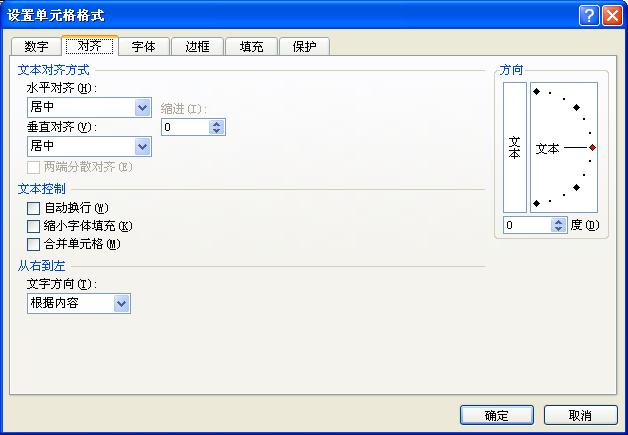 设置单元格格式
数字 对齐 字体 边框 填充 保护
文本对齐方式
水平对齐(H):
居中
缩进(I):
垂直对齐(V):
0
居中
两端分散对齐(E)
文本控制
自动换行(W)
缩小字体填充(K)
合并单元格(M)
从右到左
文字方向(T):
根据内容
方向
文本
文本
0 度(D)
确定 取消